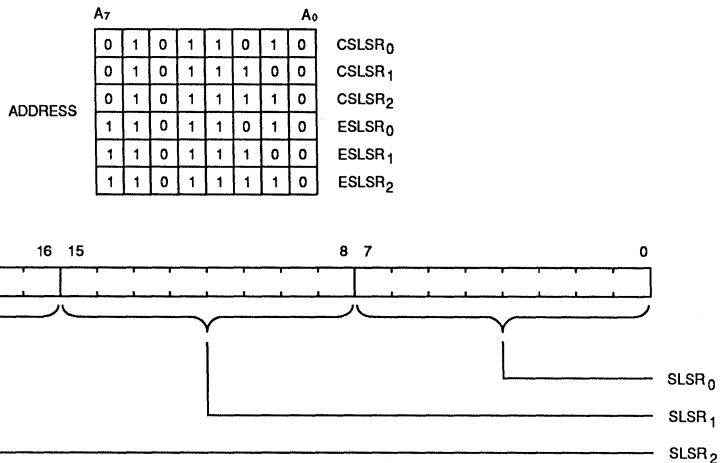 A7 A0
0 1 0 1 1 0 1 0 CSLSR0
0 1 0 1 1 1 0 0 CSLSR1
0 1 0 1 1 1 1 0 CSLSR2
ADDRESS
1 1 0 1 1 0 1 0 ESLSR0
1 1 0 1 1 1 0 0 ESLSR1
1 1 0 1 1 1 1 0 ESLSR2
16 15 8 7 0
SLSR0
SLSR1
SLSR2